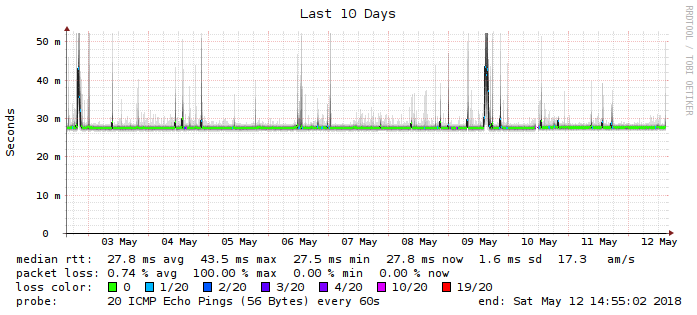 Last 10 Days
RRDTOOL / TOBI OETIKER
Seconds
50 m
40 m
30 m
20 m
10 m
0
03 May 04 May 05 May 06 May 07 May 08 May 09 May 10 May 11 May 12 May
median rtt: 27.8 ms avg 43.5 ms max 27.5 ms min 27.8 ms now 1.6 ms sd 17.3 am/s
packet loss: 0.74 % avg 100.00 % max 0.00 % min 0.00 % now
loss color: 0 1/20 2/20 3/20 4/20 10/20 19/20
probe: 20 ICMP Echo Pings (56 Bytes) every 60s end: Sat May 12 14:55:02 2018